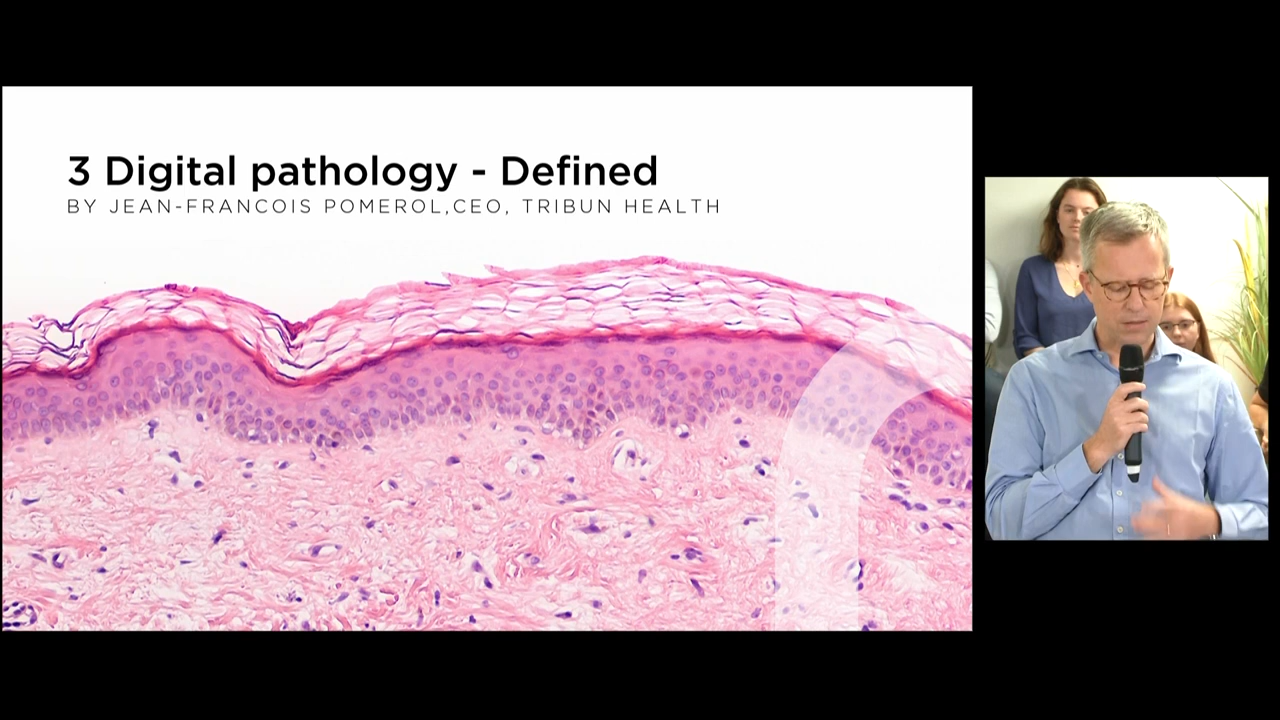 3 Digital pathology - Defined
BY JEAN-FRANCOIS POMEROL,CEO, TRIBUN HEALTH